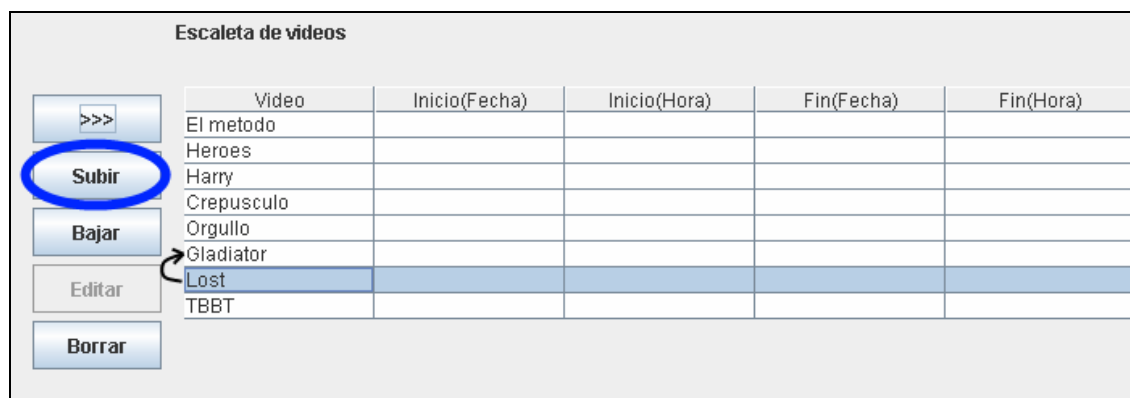 Escaleta de videos
>>>
Subir
Bajar
Editar
Borrar
Video Inicio(Fecha) Inicio(Hora) Fin(Fecha) Fin(Hora)
El metodo
Heroes
Harry
Crepusculo
Orgullo
Gladiator
Lost
TBBT